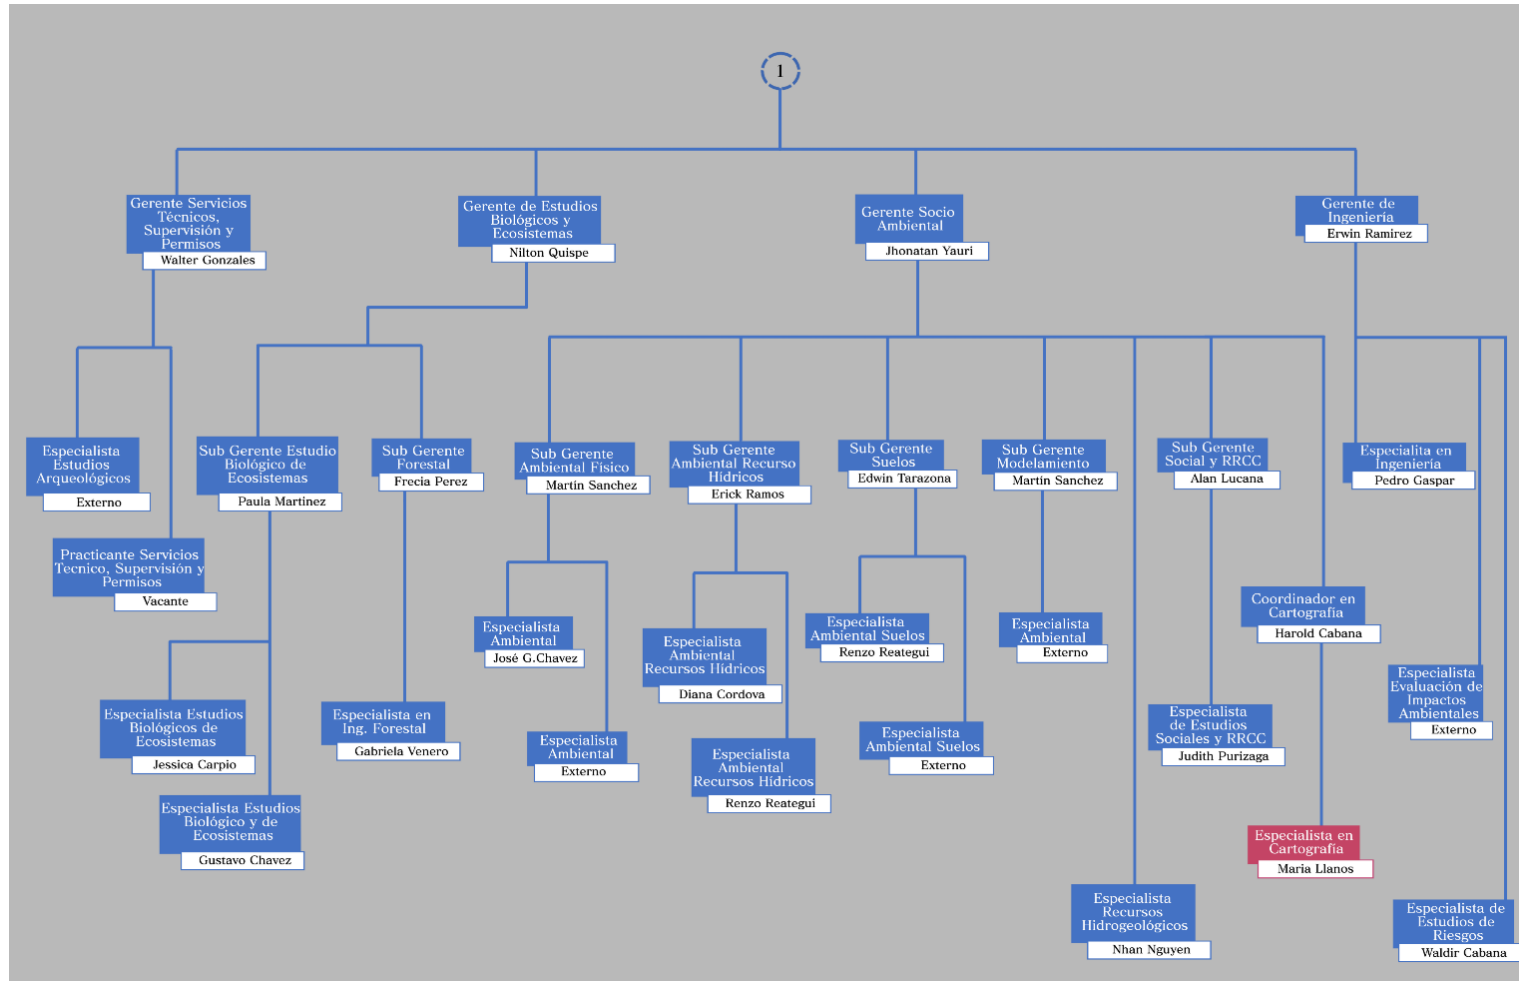 1
Gerente Servicios
Técnicos,
Supervisión y
Permisos
Walter Gonzales
Gerente de Estudios
Biológicos y
Ecosistemas
Nilton Quispe
Gerente Socio
Ambiental
Jhonatan Yauri
Gerente de
Ingeniería
Erwin Ramirez
Especialista
Estudios
Arqueológicos
Externo
Sub Gerente Estudio
Biológico de
Ecosistemas
Paula Martinez
Sub Gerente
Forestal
Frecia Perez
Sub Gerente
Ambiental Físico
Martín Sanchez
Sub Gerente
Ambiental Recurso
Hídricos
Erick Ramos
Sub Gerente
Suelos
Edwin Tarazona
Sub Gerente
Modelamiento
Martín Sanchez
Sub Gerente
Social y RRCC
Alan Lucana
Especialita en
Ingeniería
Pedro Gaspar
Practicante Servicios
Tecnico, Supervisión y
Permisos
Vacante
Especialista
Ambiental
José G.Chavez
Especialista
Ambiental
Recursos Hídricos
Diana Cordova
Especialista
Ambiental Suelos
Renzo Reategui
Especialista
Ambiental
Externo
Coordinador en
Cartografía
Harold Cabana
Especialista
Evaluación de
Impactos
Ambientales
Externo
Especialista Estudios
Biológicos de
Ecosistemas
Jessica Carpio
Especialista en
Ing. Forestal
Gabriela Venero
Especialista
Ambiental
Externo
Especialista
Ambiental
Recursos Hídricos
Renzo Reategui
Especialista
Ambiental Suelos
Externo
Especialista
de Estudios
Sociales y RRCC
Judith Purizaga
Especialista Estudios
Biológico y de
Ecosistemas
Gustavo Chavez
Especialista en
Cartografía
Maria Llanos
Especialista
Recursos
Hidrogeológicos
Nhan Nguyen
Especialista de
Estudios de
Riesgos
Waldir Cabana